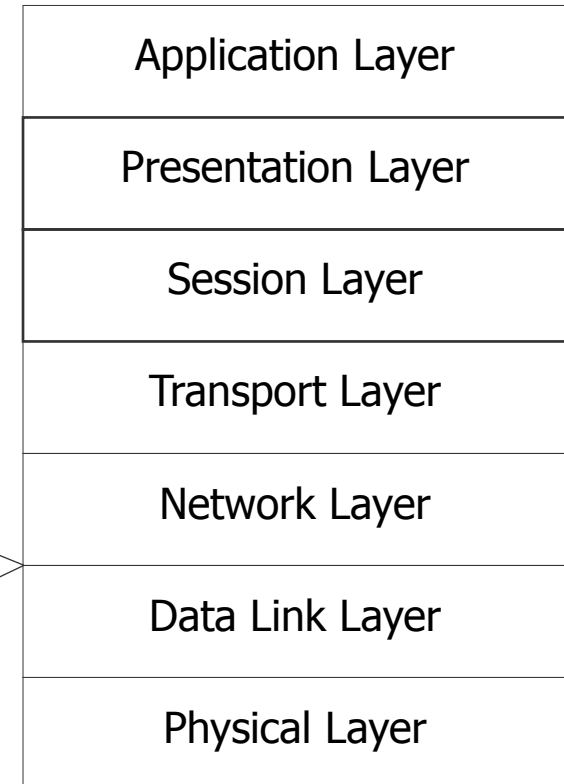 Application Layer
Presentation Layer
Session Layer
Transport Layer
Network Layer
Data Link Layer
Physical Layer